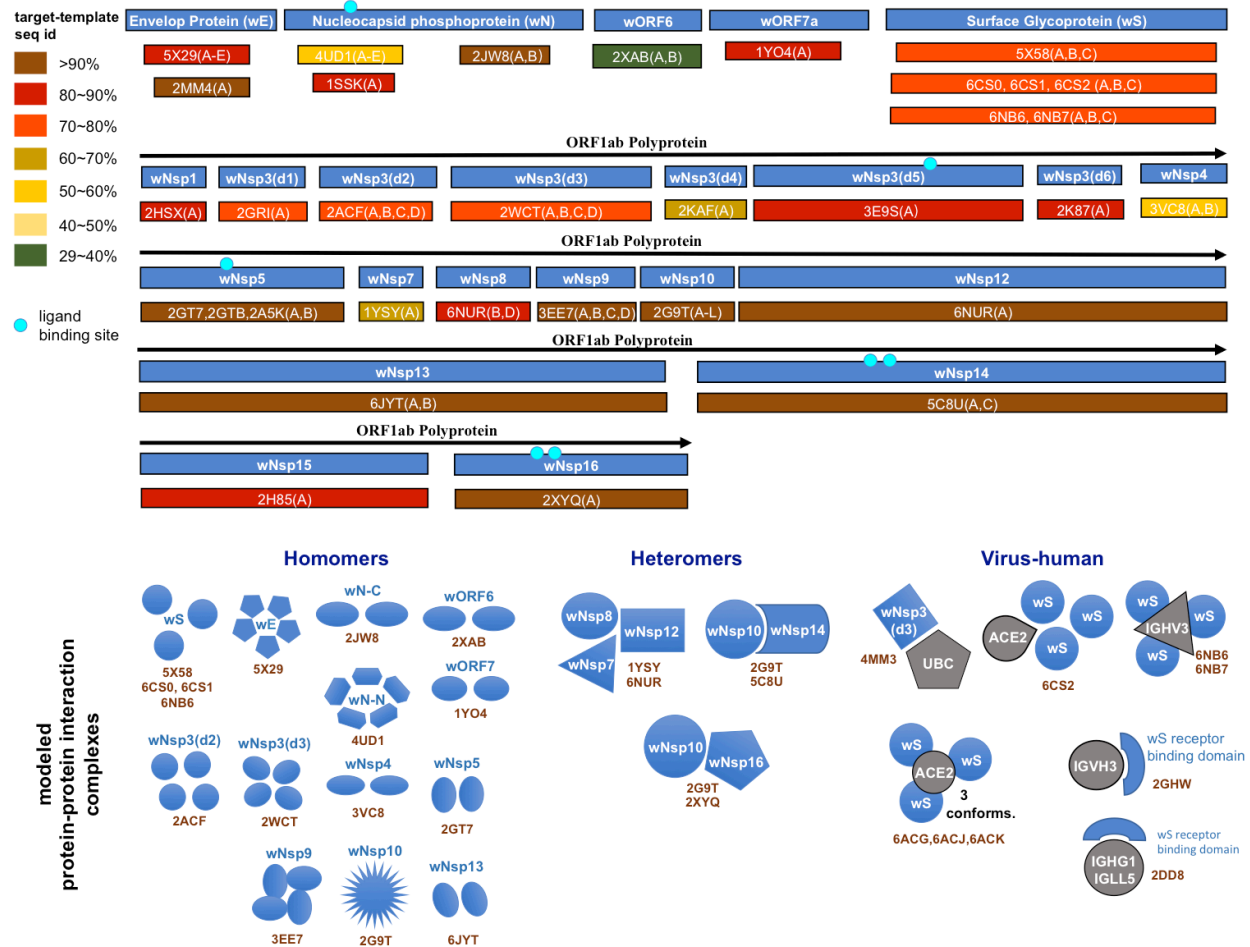 target-template
seq id
>90%
80~90%
70~80%
60~70%
50~60%
40~50%
29~40%
ligand
binding site
Envelop Protein (wE)
Nucleocapsid phosphoprotein (wN)
wORF6
wORF7a
Surface Glycoprotein (wS)
5X29(A-E)
4UD1(A-E)
2JW8(A,B)
2XAB(A,B)
1YO4(A)
5X58(A,B,C)
2MM4(A)
1SSK(A)
6CS0, 6CS1, 6CS2 (A,B,C)
6NB6, 6NB7(A,B,C)
ORF1ab Polyprotein
wNsp1
wNsp3(d1)
wNsp3(d2)
wNsp3(d3)
wNsp3(d4)
wNsp3(d5)
wNsp3(d6)
wNsp4
2HSX(A)
2GRI(A)
2ACF(A,B,C,D)
2WCT(A,B,C,D)
2KAF(A)
3E9S(A)
2K87(A)
3VC8(A,B)
ORF1ab Polyprotein
wNsp5
wNsp7
wNsp8
wNsp9
wNsp10
wNsp12
2GT7,2GTB,2A5K(A,B)
1YSY(A)
6NUR(B,D)
3EE7(A,B,C,D)
2G9T(A-L)
6NUR(A)
ORF1ab Polyprotein
wNsp13
wNsp14
6JYT(A,B)
5C8U(A,C)
ORF1ab Polyprotein
wNsp15
wNsp16
2H85(A)
2XYQ(A)
modeled
protein-protein interaction
complexes
Homomers
wS
5X58
6CS0, 6CS1
6NB6
wE
5X29
wN-C
2JW8
wORF6
2XAB
wN-N
4UD1
wORF7
1YO4
wNsp3(d2)
2ACF
wNsp3(d3)
2WCT
wNsp4
3VC8
wNsp5
2GT7
wNsp9
3EE7
wNsp10
2G9T
wNsp13
6JYT
Heteromers
wNsp8
wNsp12
wNsp7
1YSY
6NUR
wNsp10
wNsp14
2G9T
5C8U
wNsp10
wNsp16
2G9T
2XYQ
Virus-human
wNsp3
(d3)
4MM3
UBC
wS
wS
ACE2
wS
6CS2
wS
wS
IGHV3
wS
6NB6
6NB7
wS
wS
ACE2
wS
3
conforms.
6ACG,6ACJ,6ACK
IGVH3
wS receptor
binding domain
2GHW
wS receptor
binding domain
IGHG1
IGLL5
2DD8